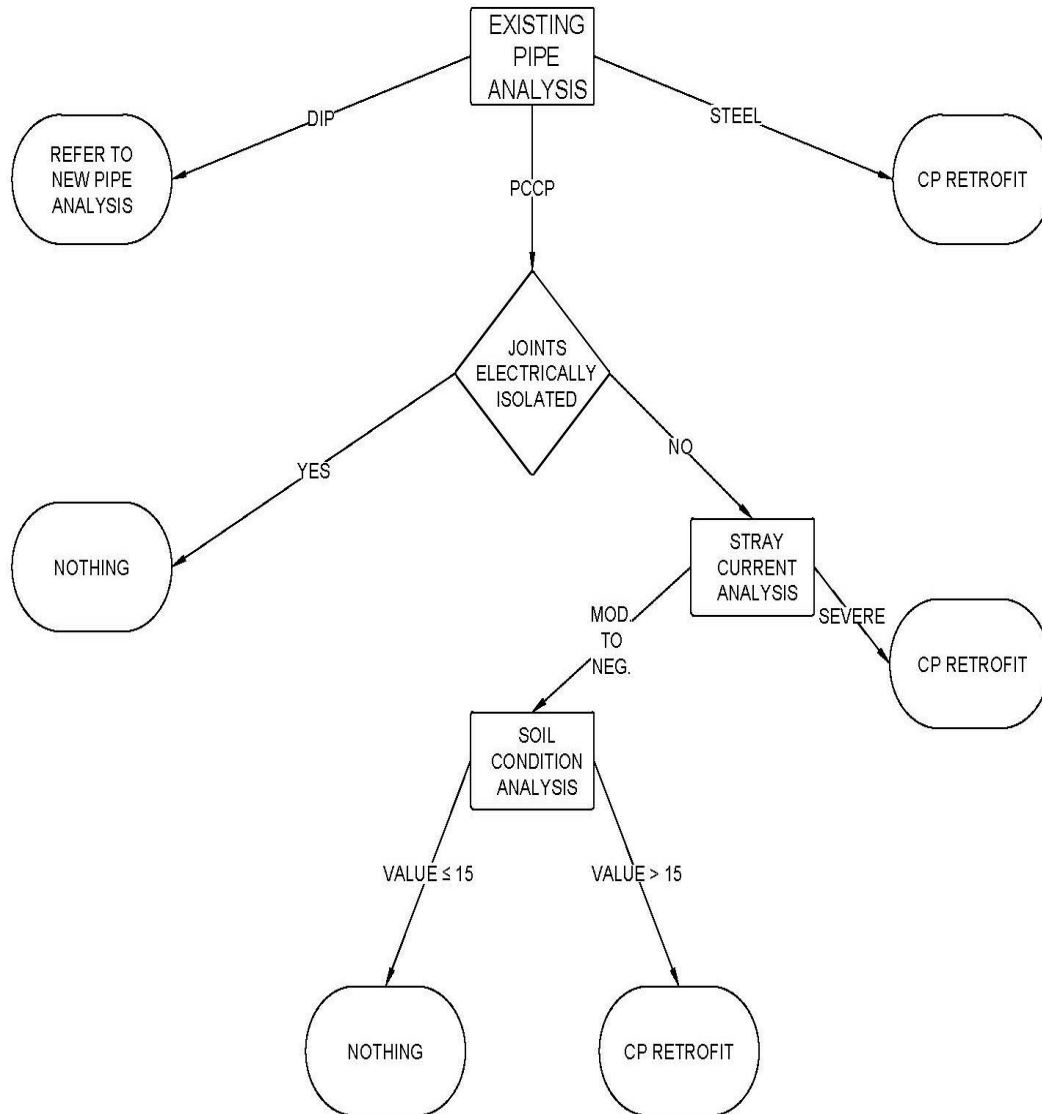 EXISTING
PIPE
ANALYSIS
DIP
STEEL
REFER TO
NEW PIPE
ANALYSIS
PCCP
CP RETROFIT
JOINTS
ELECTRICALLY
ISOLATED
YES
NO
NOTHING
STRAY
CURRENT
ANALYSIS
MOD.
TO
NEG.
SEVERE
CP RETROFIT
SOIL
CONDITION
ANALYSIS
VALUE ≤ 15
VALUE > 15
NOTHING
CP RETROFIT